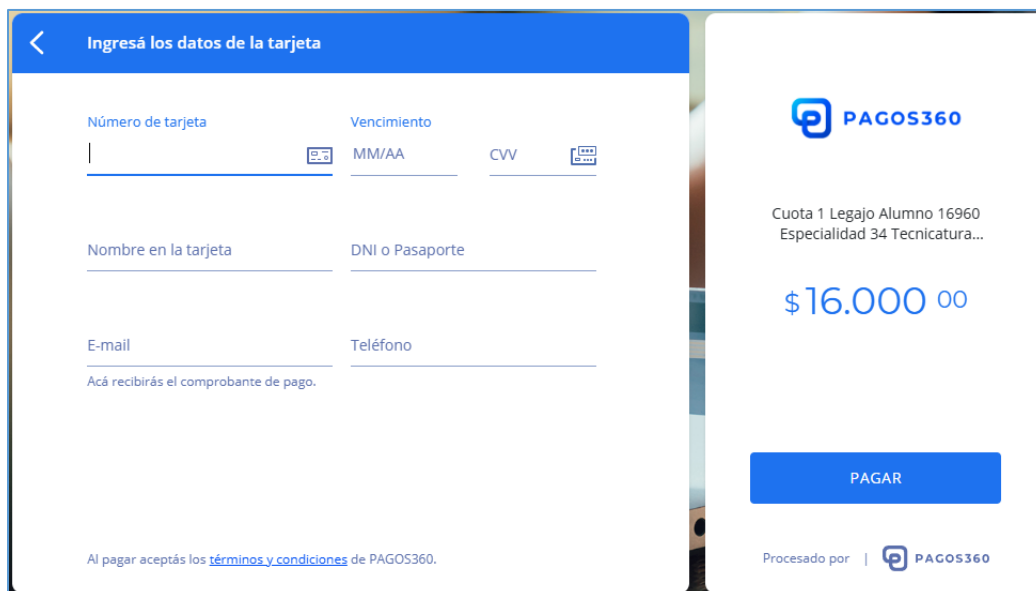 Ingresá los datos de la tarjeta
Número de tarjeta
Vencimiento
MM/AA
CVV
Nombre en la tarjeta
DNI o Pasaporte
E-mail
Teléfono
Acá recibirás el comprobante de pago.
Al pagar aceptás los términos y condiciones de PAGOS360.
PAGOS360
Cuota 1 Legajo Alumno 16960
Especialidad 34 Tecnicatura...
$ 16.000 00
PAGAR
Procesado por | PAGOS360